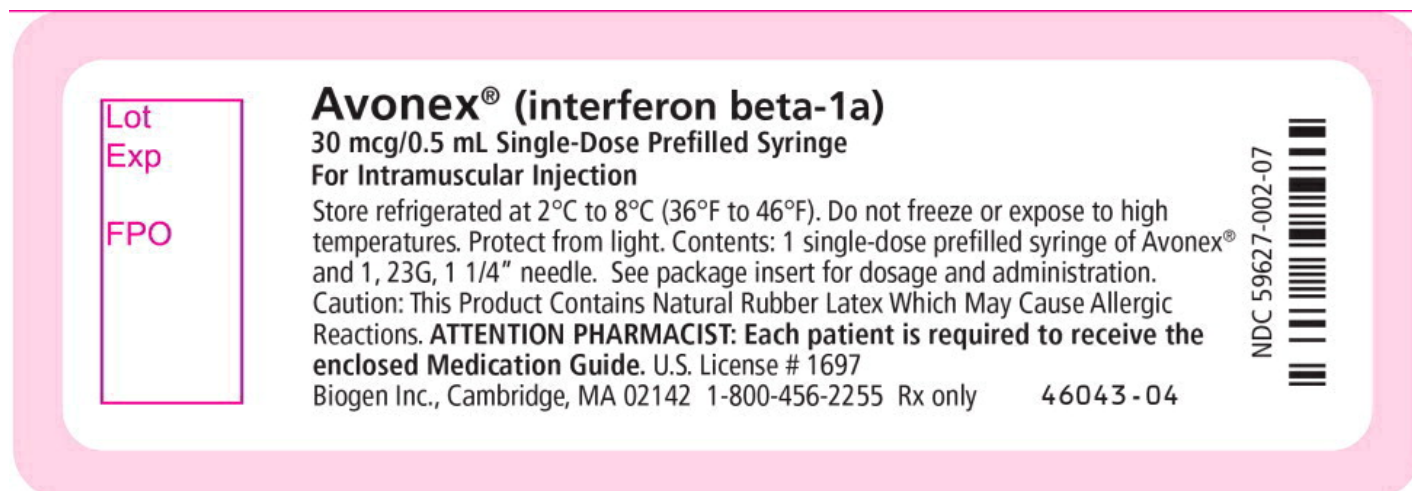 Lot
Exp
FPO
Avonex® (interferon beta-1a)
30 mcg/0.5 mL Single-Dose Prefilled Syringe
For Intramuscular Injection
Store refrigerated at 2°C to 8°C (36°F to 46°F). Do not freeze or expose to high
temperatures. Protect from light. Contents: 1 single-dose prefilled syringe of Avonex®
and 1, 23G, 1 1/4” needle. See package insert for dosage and administration.
Caution: This Product Contains Natural Rubber Latex Which May Cause Allergic
Reactions. ATTENTION PHARMACIST: Each patient is required to receive the
enclosed Medication Guide. U.S. License # 1697
Biogen Inc., Cambridge, MA 02142 1-800-456-2255 Rx only 46043-04
NDC 59627-002-07